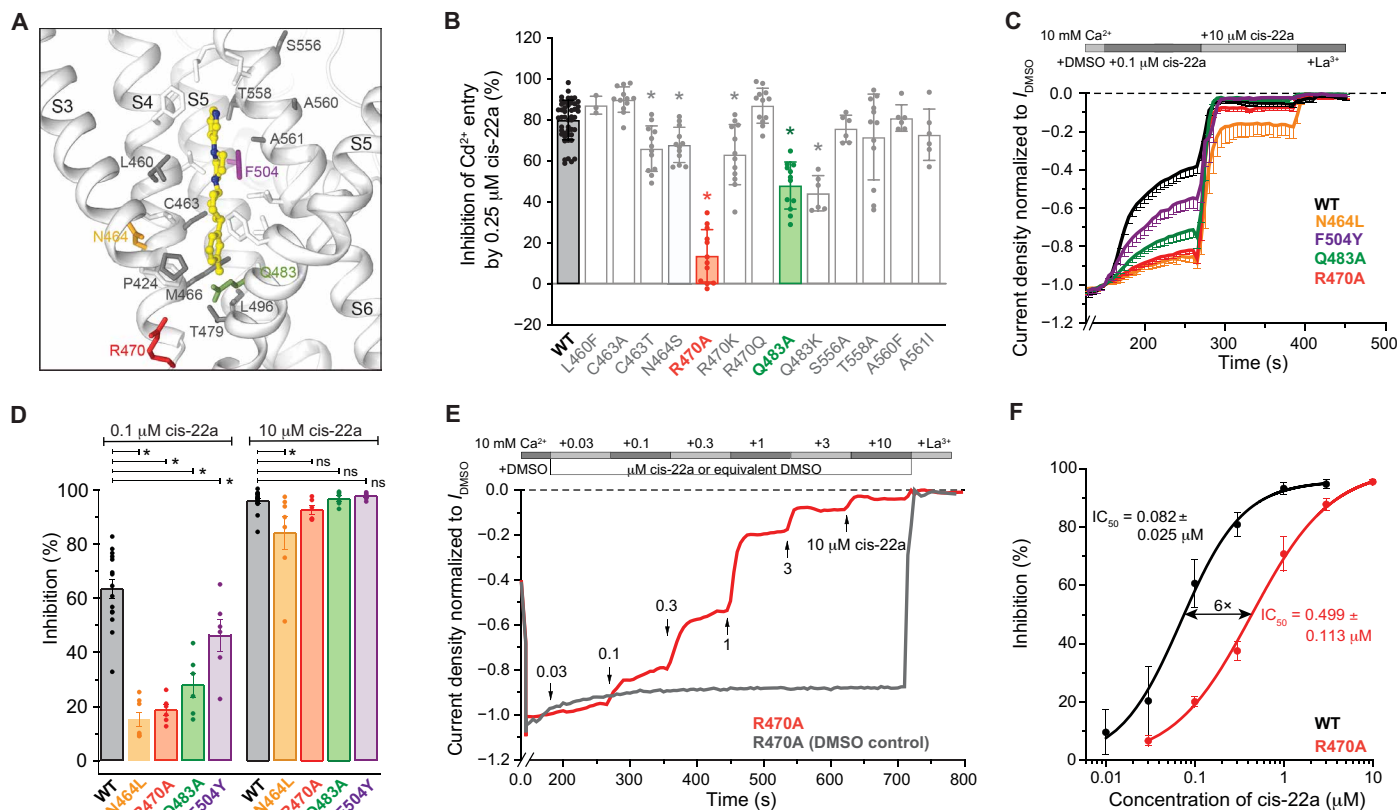 A
S556
S3
S4
S5
T558
A560
A561
S5
L460
F504
C463
N464
Q483
P424
M466
L496
S6
T479
R470
B
Inhibition of Cd²⁺ entry
by 0.25 μM cis-22a (%)
100
80
60
40
20
0
−20
* * * * * *
WT
L460F
C463A
C463T
N464S
R470A
R470K
R470Q
Q483A
Q483K
S556A
T558A
A560F
A561I
C
+10 μM cis-22a
10 mM Ca²⁺
+DMSO
+0.1 μM cis-22a
+La³⁺
Current density normalized to I_DMSO
0.0
−0.2
−0.4
−0.6
−0.8
−1.0
−1.2
WT
N464L
F504Y
Q483A
R470A
200
300
400
500
Time (s)
D
0.1 μM cis-22a
10 μM cis-22a
*
*
*
*
*
ns
ns
ns
Inhibition (%)
100
80
60
40
20
0
WT
N464L
R470A
Q483A
F504Y
WT
N464L
R470A
Q483A
F504Y
E
10 mM Ca²⁺
+0.03
+0.1
+0.3
+1
+3
+10
+La³⁺
+DMSO
μM cis-22a or equivalent DMSO
Current density normalized to I_DMSO
0.0
−0.2
−0.4
−0.6
−0.8
−1.0
−1.2
0.03
0.1
0.3
1
3
10 μM cis-22a
R470A
R470A (DMSO control)
0.0
200
300
400
500
600
700
800
Time (s)
F
Inhibition (%)
100
80
60
40
20
0
IC₅₀ = 0.082 ±
0.025 μM
6×
IC₅₀ = 0.499 ±
0.113 μM
WT
R470A
0.01
0.1
1
10
Concentration of cis-22a (μM)